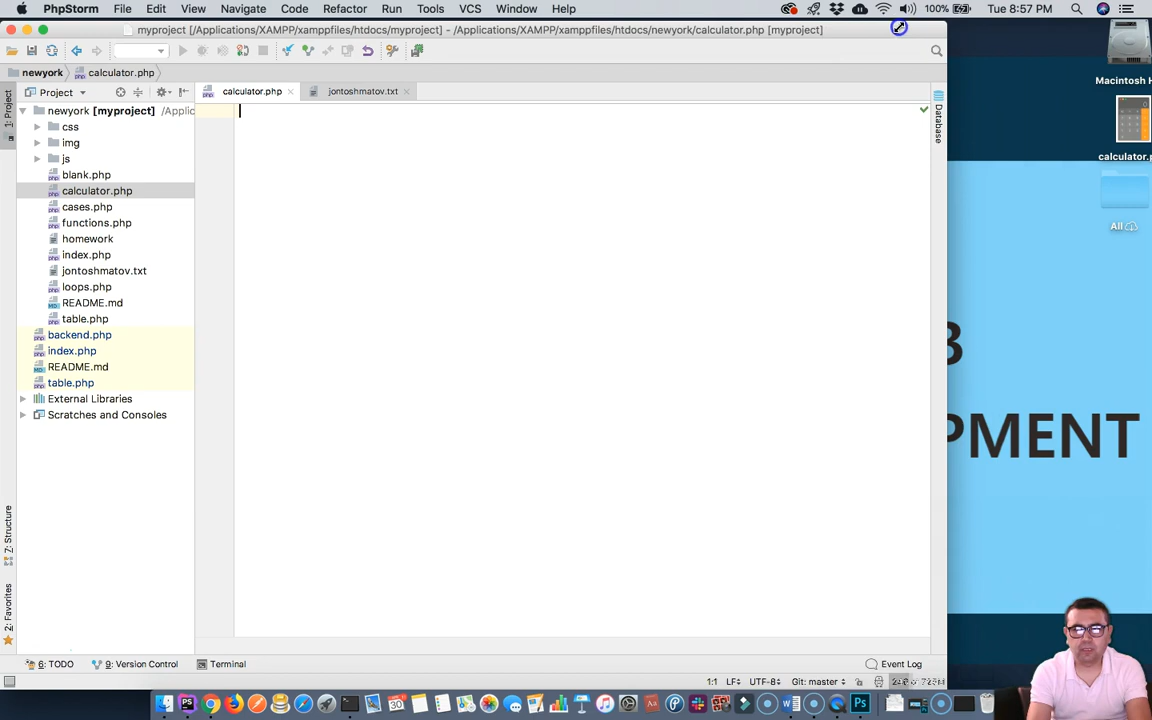 PhpStorm File Edit View Navigate Code Refactor Run Tools VCS Window Help 100% Tue 8:57 PM
myproject [/Applications/XAMPP/xamppfiles/htdocs/myproject] - /Applications/XAMPP/xamppfiles/htdocs/newyork/calculator.php [myproject]
newyork calculator.php
Project calculator.php jontoshmatov.txt
newyork [myproject] /Applic
css
img
js
blank.php
calculator.php
cases.php
functions.php
homework
index.php
jontoshmatov.txt
loops.php
README.md
table.php
backend.php
index.php
README.md
table.php
External Libraries
Scratches and Consoles
1: Project
Z: Structure
2: Favorites
Database
Macintosh H
calculator.p
All
PMENT
6: TODO 9: Version Control Terminal Event Log
1:1 LF UTF-8 Git: master